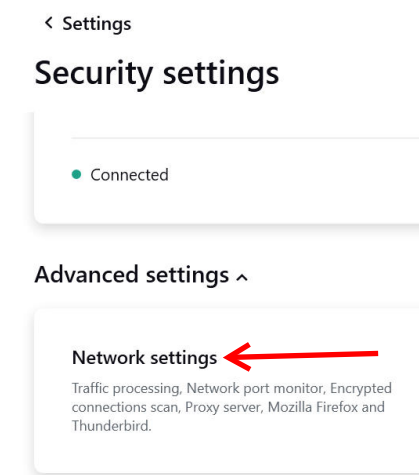 Settings
Security settings
Connected
Advanced settings
Network settings
Traffic processing, Network port monitor, Encrypted
connections scan, Proxy server, Mozilla Firefox and
Thunderbird.